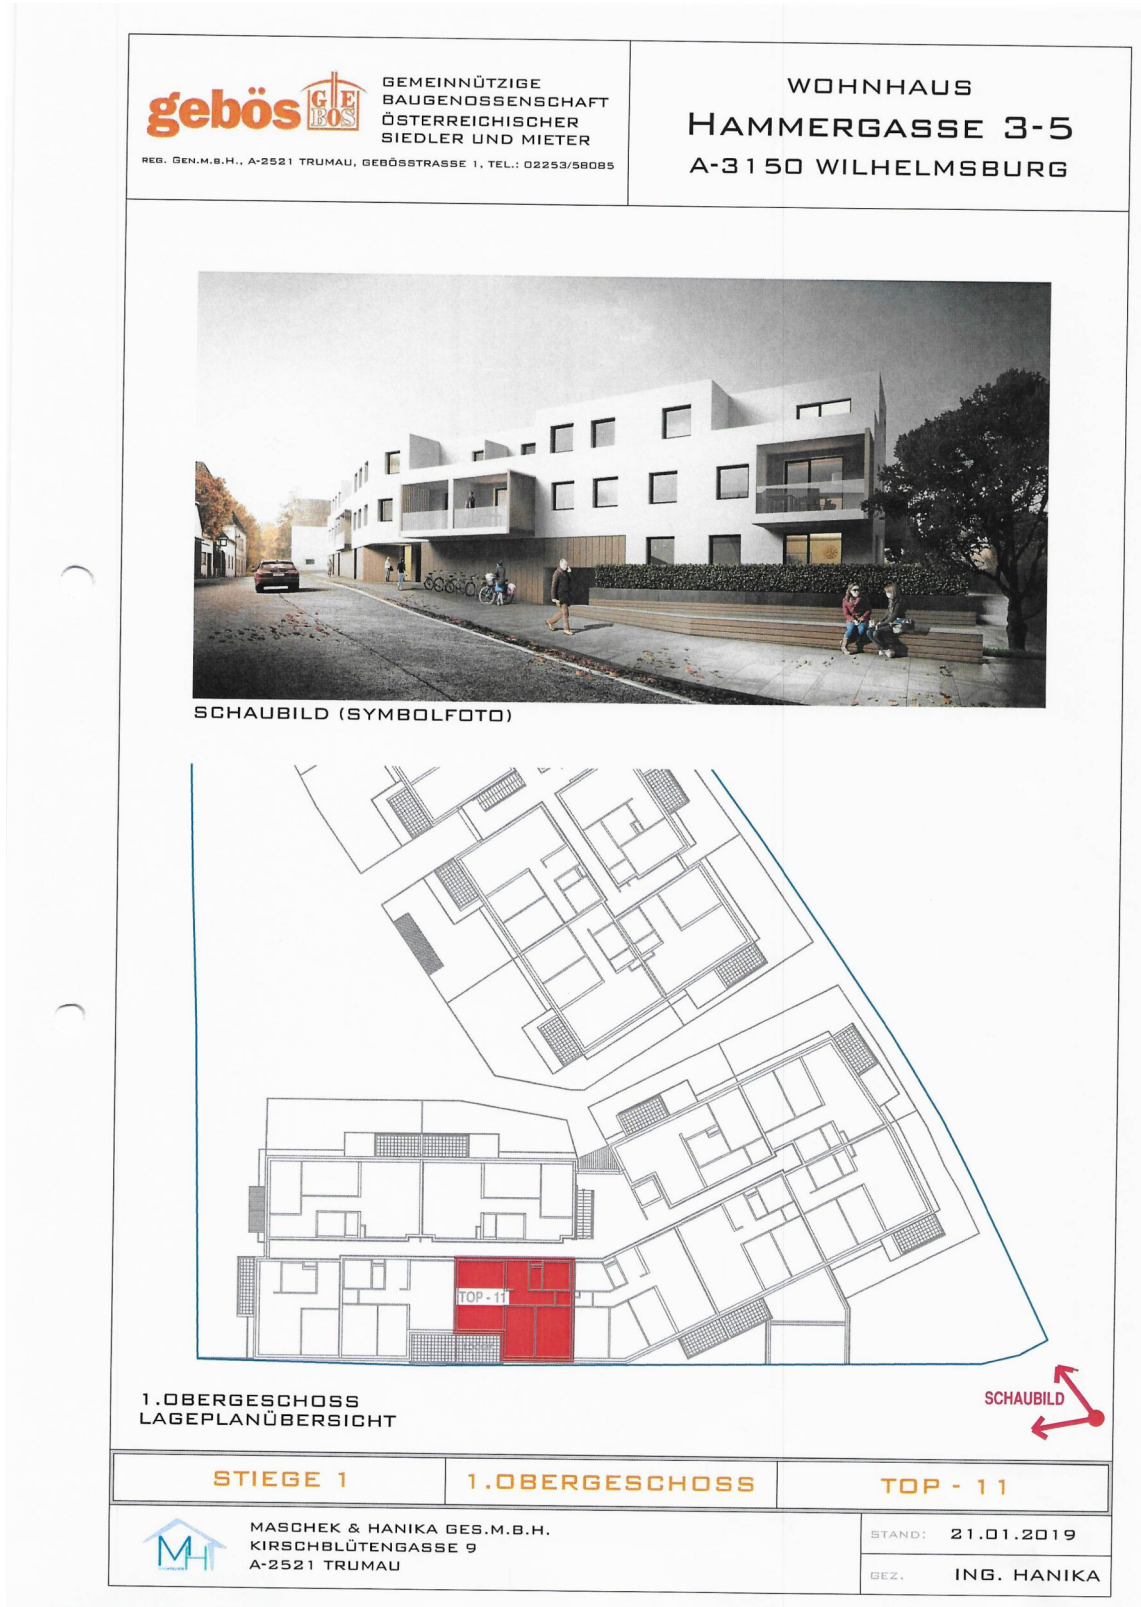 gebös
G E
BÖS
GEMEINNÜTZIGE
BAUGENOSSENSCHAFT
ÖSTERREICHISCHER
SIEDLER UND MIETER
REG. GEN.M.B.H., A-2521 TRUMAU, GEBÖSSTRASSE 1, TEL.: 02253/58085
WOHNHAUS
HAMMERGASSE 3-5
A-3150 WILHELMSBURG
SCHAUBILD (SYMBOLFOTO)
TOP - 11
SCHAUBILD
1.OBERGESCHOSS
LAGEPLANÜBERSICHT
STIEGE 1
1.OBERGESCHOSS
TOP - 11
MH
MASCHEK & HANIKA GES.M.B.H.
KIRSCHBLÜTENGASSE 9
A-2521 TRUMAU
STAND: 21.01.2019
GEZ. ING. HANIKA